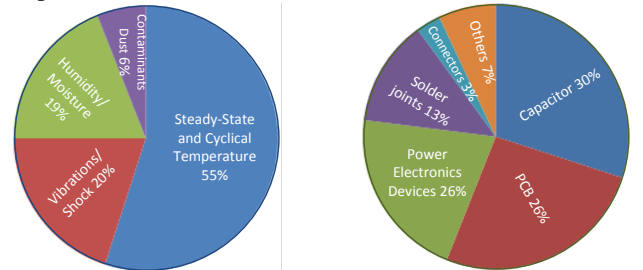 Contaminants
Dust 6%
Humidity/
Moisture
19%
Steady-State
and Cyclical
Temperature
55%
Vibrations/
Shock 20%
Others 7%
Connectors 3%
Solder
joints 13%
Capacitor 30%
Power
Electronics
Devices 26%
PCB 26%